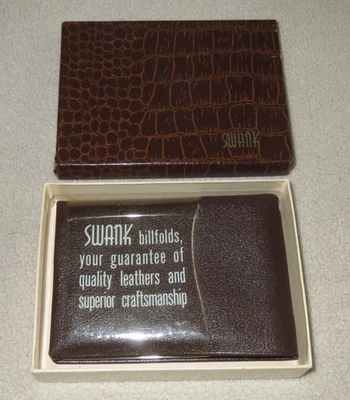 SWANK
SWANK billfolds,
your guarantee of
quality leathers and
superior craftsmanship